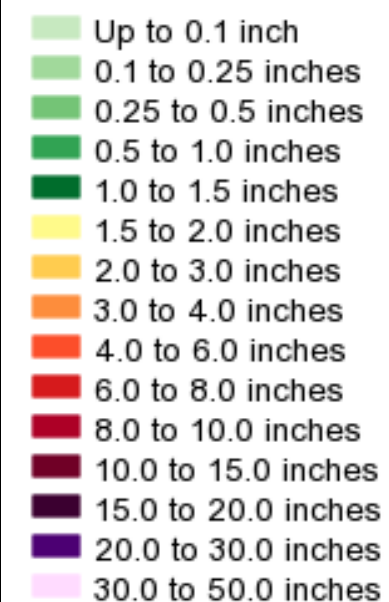 Up to 0.1 inch
0.1 to 0.25 inches
0.25 to 0.5 inches
0.5 to 1.0 inches
1.0 to 1.5 inches
1.5 to 2.0 inches
2.0 to 3.0 inches
3.0 to 4.0 inches
4.0 to 6.0 inches
6.0 to 8.0 inches
8.0 to 10.0 inches
10.0 to 15.0 inches
15.0 to 20.0 inches
20.0 to 30.0 inches
30.0 to 50.0 inches